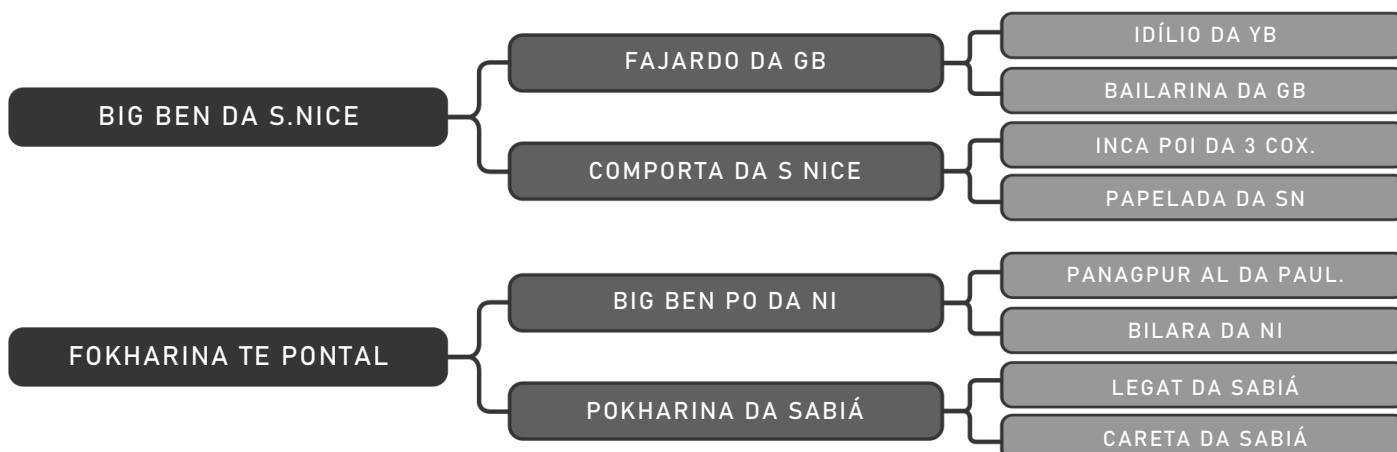 BIG BEN DA S.NICE
FAJARDO DA GB
IDÍLIO DA YB
BAILARINA DA GB
COMPORTA DA S NICE
INCA POI DA 3 COX.
PAPELADA DA SN
FOKHARINA TE PONTAL
BIG BEN PO DA NI
PANAGPUR AL DA PAUL.
BILARA DA NI
POKHARINA DA SABIÁ
LEGAT DA SABIÁ
CARETA DA SABIÁ